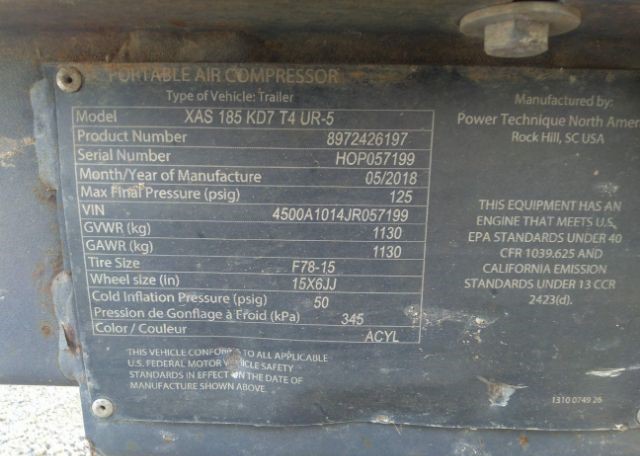 PORTABLE AIR COMPRESSOR
Type of Vehicle: Trailer
Model XAS 185 KD7 T4 UR-5
Product Number 8972426197
Serial Number HOP057199
Month/Year of Manufacture 05/2018
Max Final Pressure (psig) 125
VIN 4500A1014JR057199
GVWR (kg) 1130
GAWR (kg) 1130
Tire Size F78-15
Wheel size (in) 15X6JJ
Cold Inflation Pressure (psig) 50
Pression de Gonflage à Froid (kPa) 345
Color / Couleur ACYL
THIS VEHICLE CONFORMS TO ALL APPLICABLE
U.S. FEDERAL MOTOR VEHICLE SAFETY
STANDARDS IN EFFECT ON THE DATE OF
MANUFACTURE SHOWN ABOVE.
Manufactured by:
Power Technique North Amer
Rock Hill, SC USA
THIS EQUIPMENT HAS AN
ENGINE THAT MEETS U.S.
EPA STANDARDS UNDER 40
CFR 1039.625 AND
CALIFORNIA EMISSION
STANDARDS UNDER 13 CCR
2423(d).
1310 0749 26